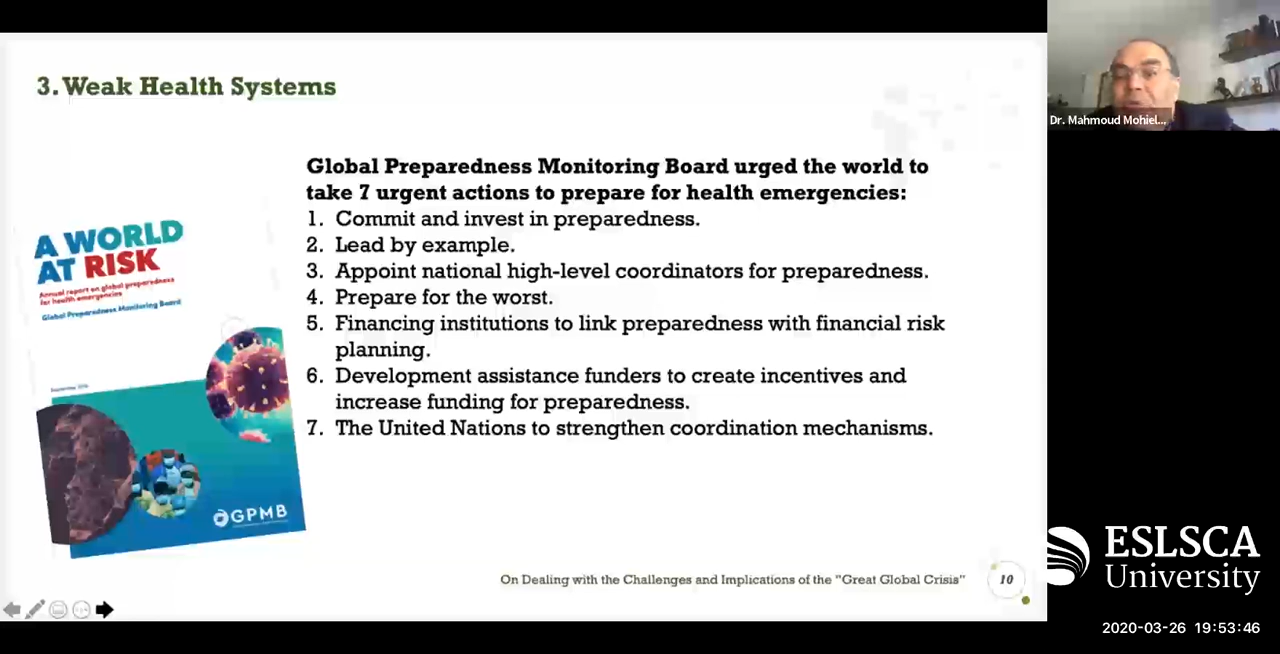 3. Weak Health Systems
Global Preparedness Monitoring Board urged the world to
take 7 urgent actions to prepare for health emergencies:
1. Commit and invest in preparedness.
2. Lead by example.
3. Appoint national high-level coordinators for preparedness.
4. Prepare for the worst.
5. Financing institutions to link preparedness with financial risk
planning.
6. Development assistance funders to create incentives and
increase funding for preparedness.
7. The United Nations to strengthen coordination mechanisms.
A WORLD
AT RISK
Annual report on global preparedness
for health emergencies
Global Preparedness Monitoring Board
GPMB
On Dealing with the Challenges and Implications of the "Great Global Crisis"
10
Dr. Mahmoud Mohiel...
ESLSCA
University
2020-03-26 19:53:46